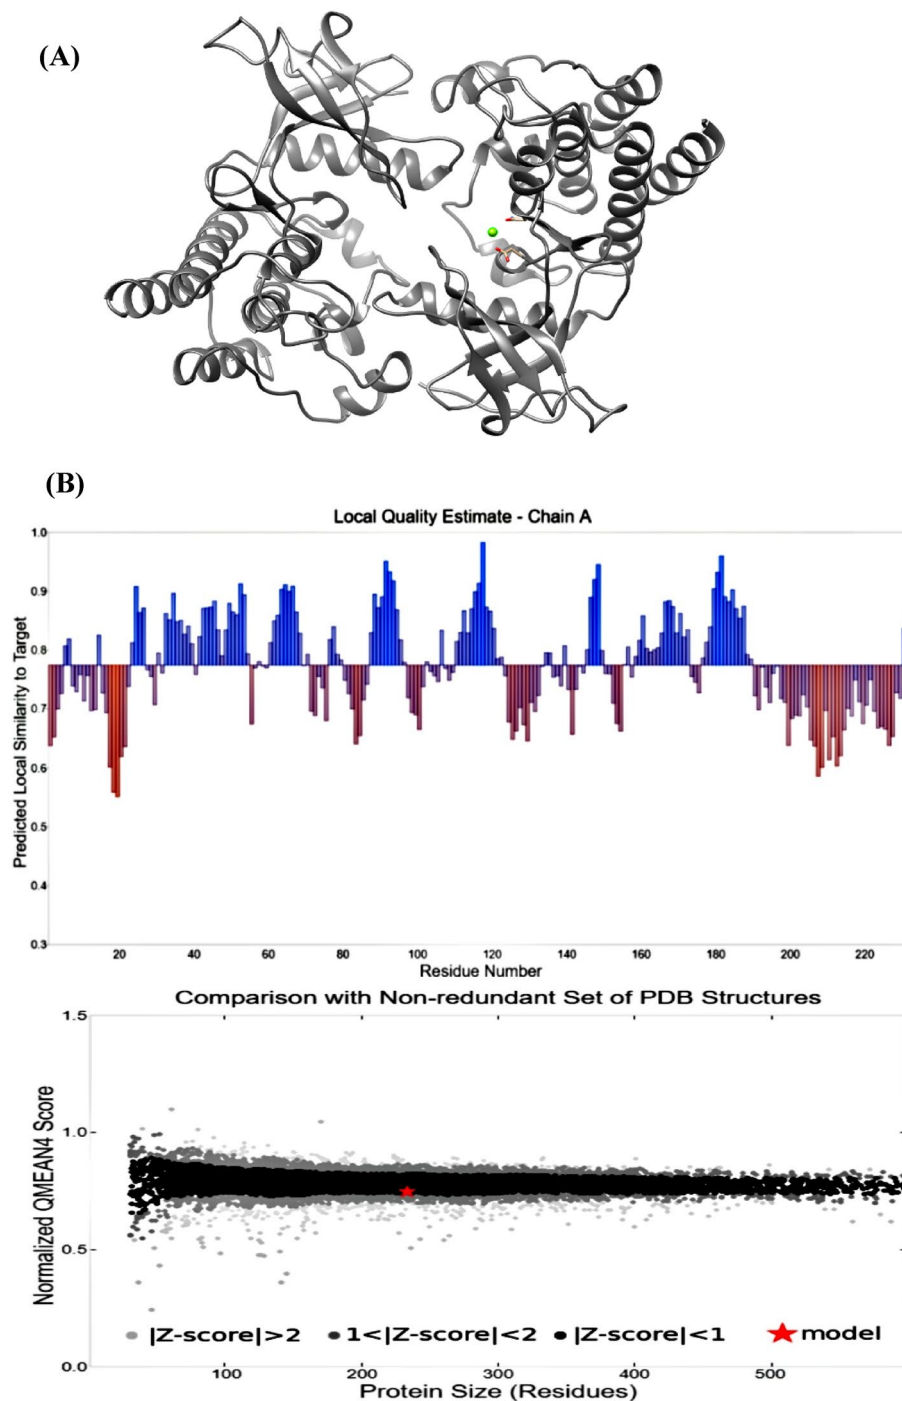 (A)
(B)
Local Quality Estimate - Chain A
Predicted Local Similarity to Target
1.0
0.9
0.8
0.7
0.6
0.5
0.4
0.3
20 40 60 80 100 120 140 160 180 200 220
Residue Number
Comparison with Non-redundant Set of PDB Structures
Normalized QMEAN4 Score
1.5
1.0
0.5
0.0
|Z-score|>2 1<|Z-score|<2 |Z-score|<1 model
100 200 300 400 500
Protein Size (Residues)